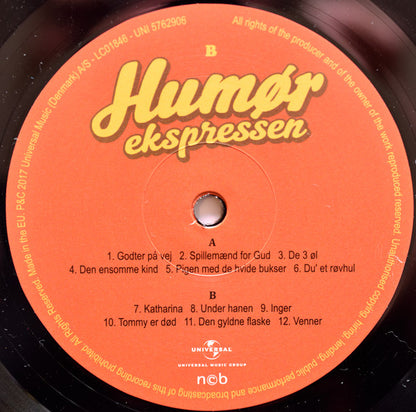 B
Humør
ekspressen
A
1. Godter på vej 2. Spillemænd for Gud 3. De 3 øl
4. Den ensomme kind 5. Pigen med de hvide bukser 6. Du' et røvhul
B
7. Katharina 8. Under hanen 9. Inger
10. Tommy er død 11. Den gyldne flaske 12. Venner
UNIVERSAL
UNIVERSAL MUSIC GROUP
n©b
Made in the EU. P&C 2017 Universal Music (Denmark) A/S - LC01846 - UNI 5762906
All rights of the producer and of the owner of the work reproduced reserved. Unauthorised copying, hiring, lending, public performance and broadcasting of this recording prohibited. All Rights Reserved.